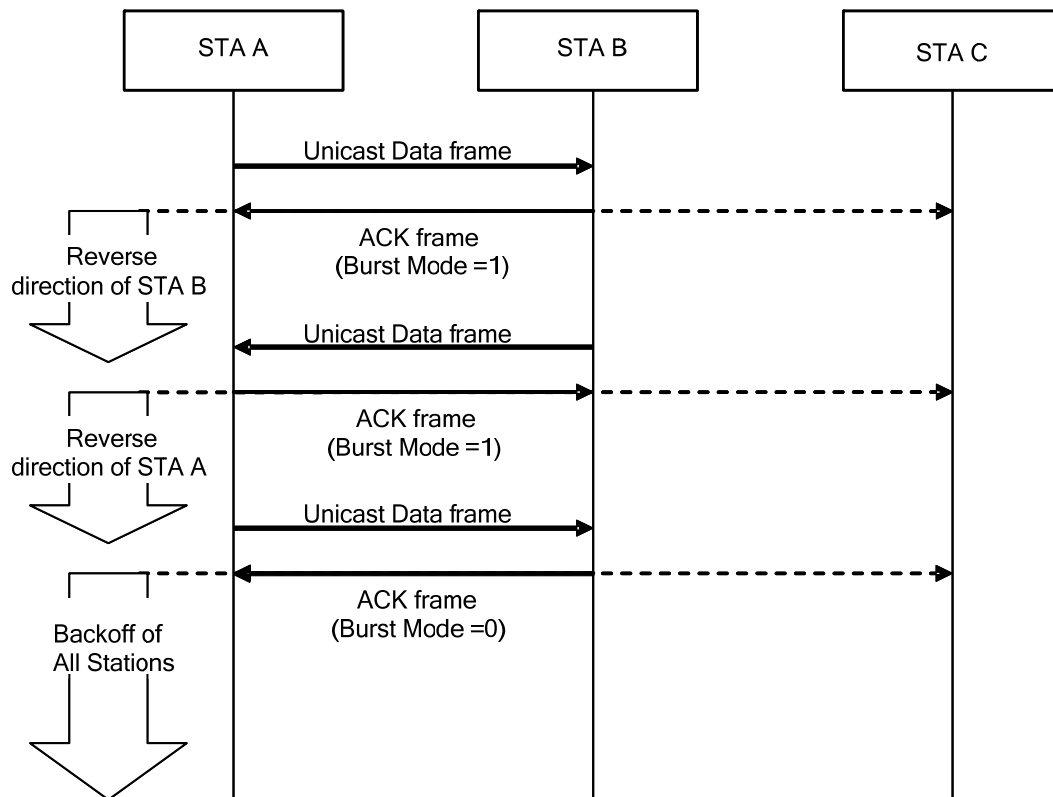 STA A
STA B
STA C
Unicast Data frame
ACK frame
(Burst Mode =1)
Reverse
direction of STA B
Unicast Data frame
ACK frame
(Burst Mode =1)
Reverse
direction of STA A
Unicast Data frame
ACK frame
(Burst Mode =0)
Backoff of
All Stations